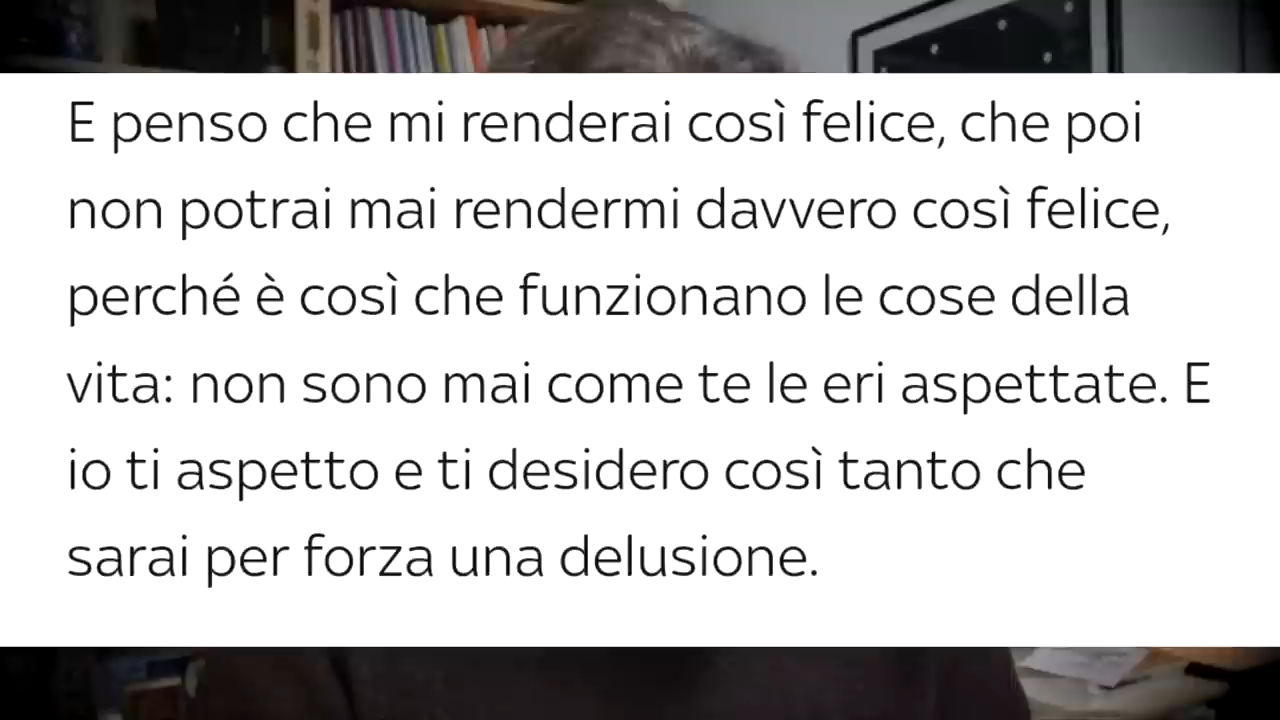 E penso che mi renderai così felice, che poi
non potrai mai rendermi davvero così felice,
perché è così che funzionano le cose della
vita: non sono mai come te le eri aspettate. E
io ti aspetto e ti desidero così tanto che
sarai per forza una delusione.